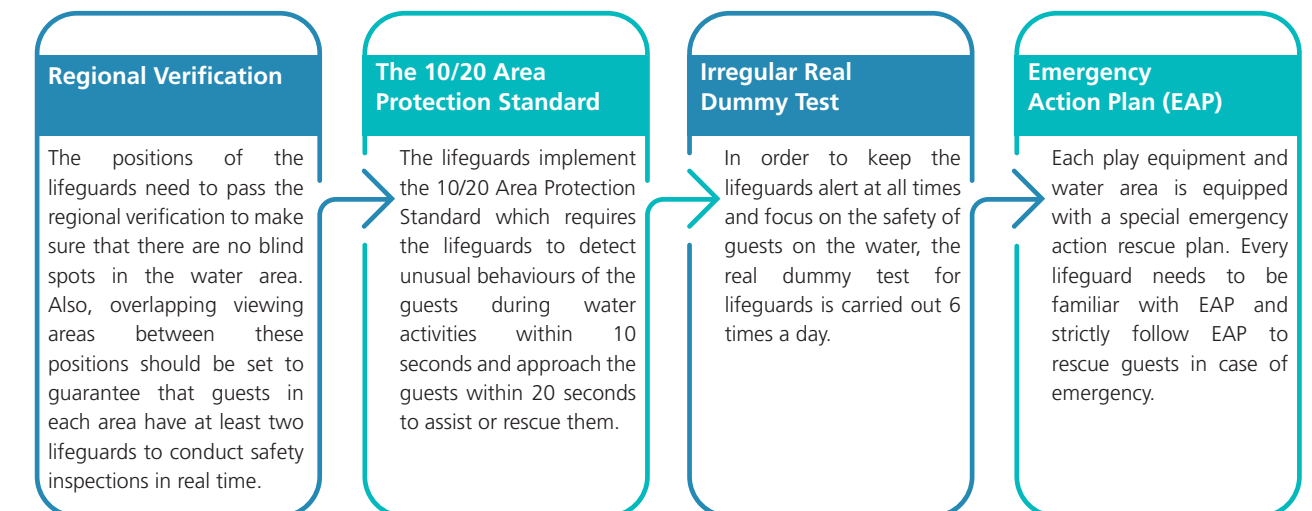 Regional Verification
The positions of the
lifeguards need to pass the
regional verification to make
sure that there are no blind
spots in the water area.
Also, overlapping viewing
areas between these
positions should be set to
guarantee that guests in
each area have at least two
lifeguards to conduct safety
inspections in real time.
The 10/20 Area
Protection Standard
The lifeguards implement
the 10/20 Area Protection
Standard which requires
the lifeguards to detect
unusual behaviours of the
guests during water
activities within 10
seconds and approach the
guests within 20 seconds
to assist or rescue them.
Irregular Real
Dummy Test
In order to keep the
lifeguards alert at all times
and focus on the safety of
guests on the water, the
real dummy test for
lifeguards is carried out 6
times a day.
Emergency
Action Plan (EAP)
Each play equipment and
water area is equipped
with a special emergency
action rescue plan. Every
lifeguard needs to be
familiar with EAP and
strictly follow EAP to
rescue guests in case of
emergency.